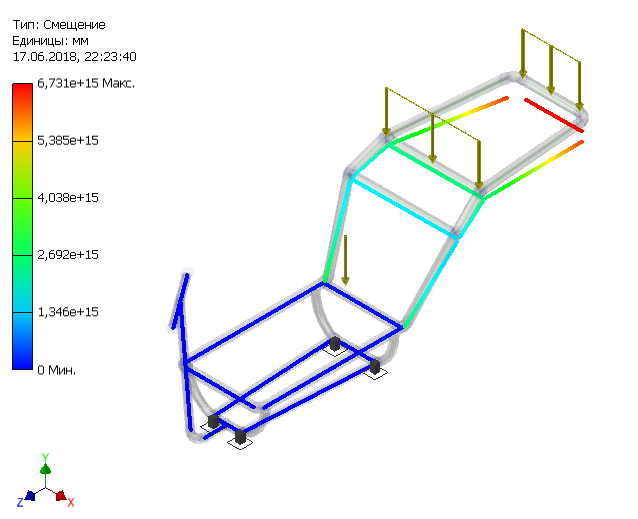 Тип: Смещение
Единицы: мм
17.06.2018, 22:23:40
6,731e+15 Макс.
5,385e+15
4,038e+15
2,692e+15
1,346e+15
0 Мин.
Y
Z
X